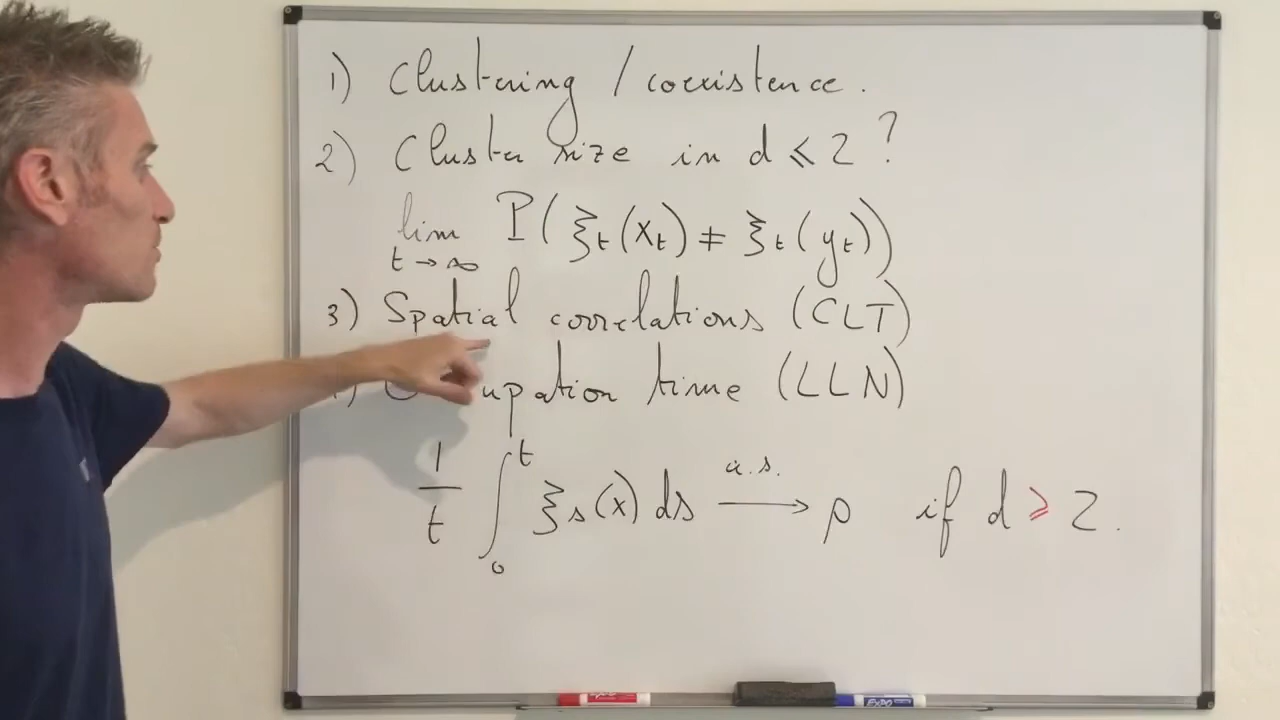 1) Clustering / coexistence.
2) Cluster size in d ⩽ 2 ?
lim t → ∞ P( ξt(xt) ≠ ξt(yt))
3) Spatial correlations (CLT)
time (LLN)
1/t ∫₀ᵗ ξs(x) ds a.s. ⟶ ρ if d ⩾ 2.
EXPO